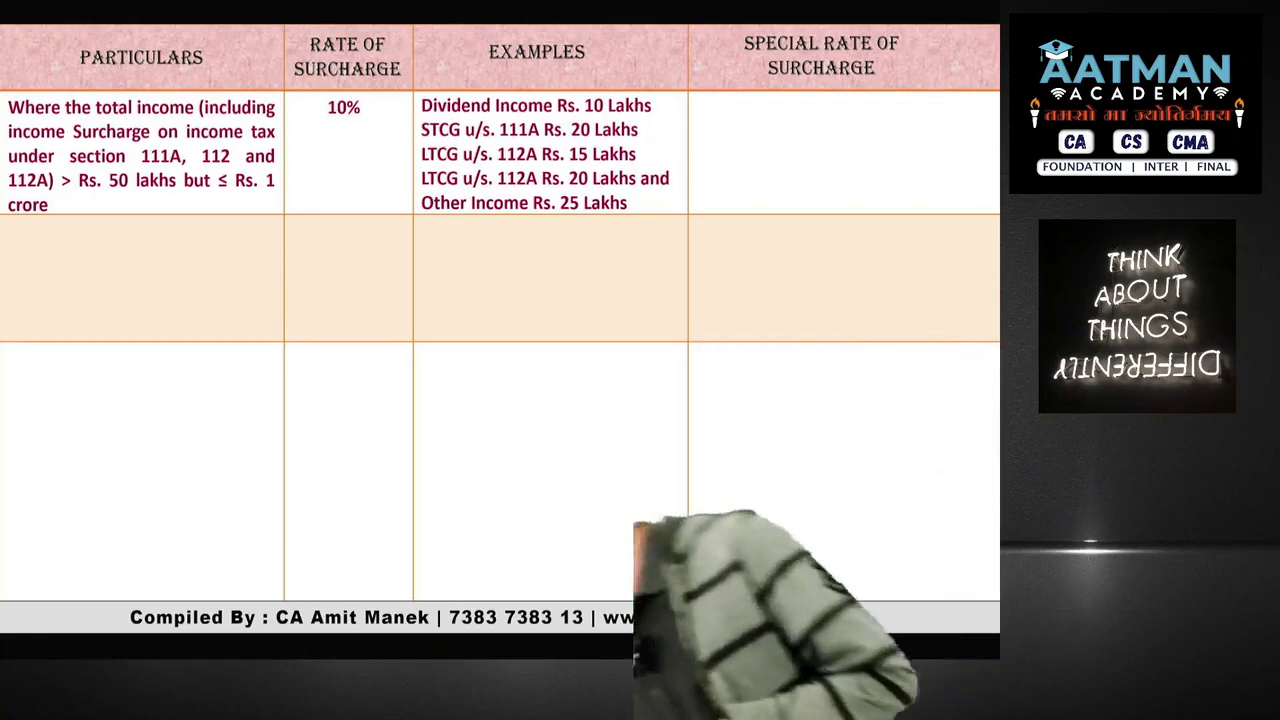 PARTICULARS
RATE OF
SURCHARGE
EXAMPLES
SPECIAL RATE OF
SURCHARGE
Where the total income (including
income Surcharge on income tax
under section 111A, 112 and
112A) > Rs. 50 lakhs but ≤ Rs. 1
crore
10%
Dividend Income Rs. 10 Lakhs
STCG u/s. 111A Rs. 20 Lakhs
LTCG u/s. 112A Rs. 15 Lakhs
LTCG u/s. 112A Rs. 20 Lakhs and
Other Income Rs. 25 Lakhs
Compiled By : CA Amit Manek | 7383 7383 13 |
AATMAN
ACADEMY
तमसो मा ज्योतिर्गमय
CA CS CMA
FOUNDATION | INTER | FINAL
THINK
ABOUT
THINGS
DIFFERENTLY